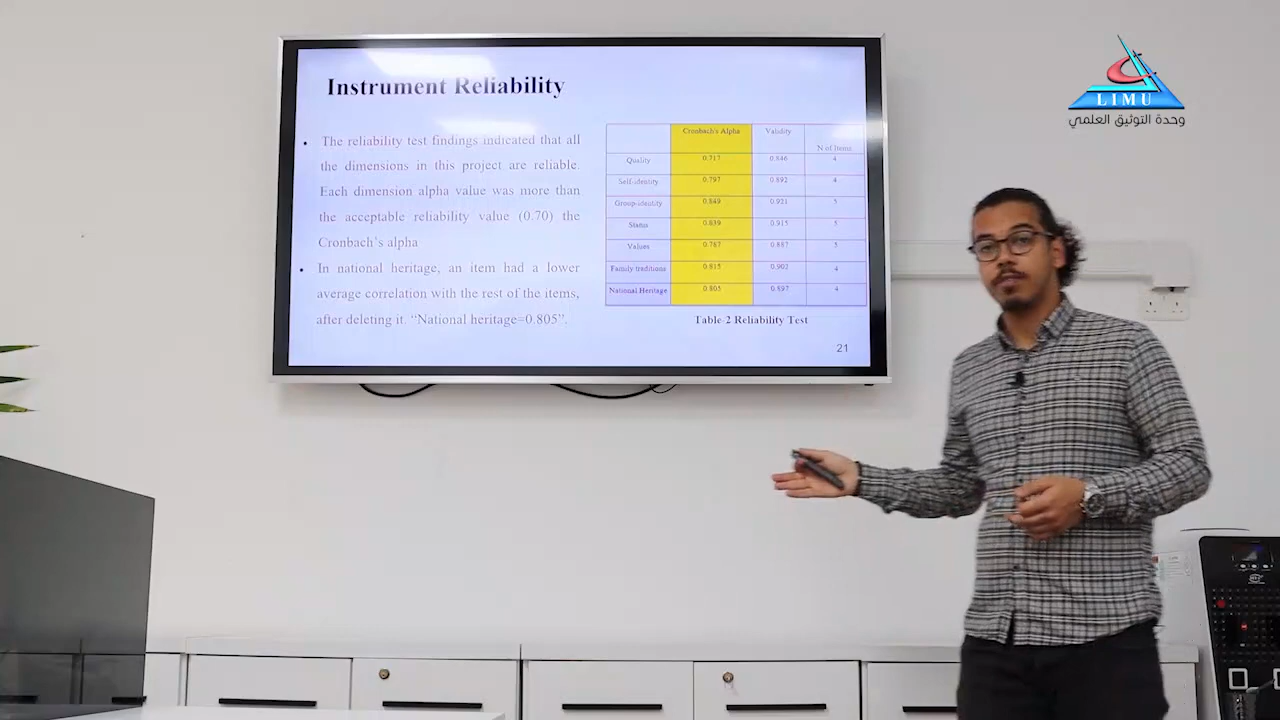 Instrument Reliability
• The reliability test findings indicated that all
the dimensions in this project are reliable.
Each dimension alpha value was more than
the acceptable reliability value (0.70) the
Cronbach's alpha
• In national heritage, an item had a lower
average correlation with the rest of the items,
after deleting it. “National heritage=0.805”.
Cronbach's Alpha Validity N.of Items
Quality 0.717 0.846 4
Self-identity 0.797 0.892 4
Group-identity 0.849 0.921 5
Status 0.839 0.915 5
Values 0.787 0.887 5
Family traditions 0.815 0.902 4
National Heritage 0.805 0.897 4
Table-2 Reliability Test
21
LIMU
وحدة التوثيق العلمي